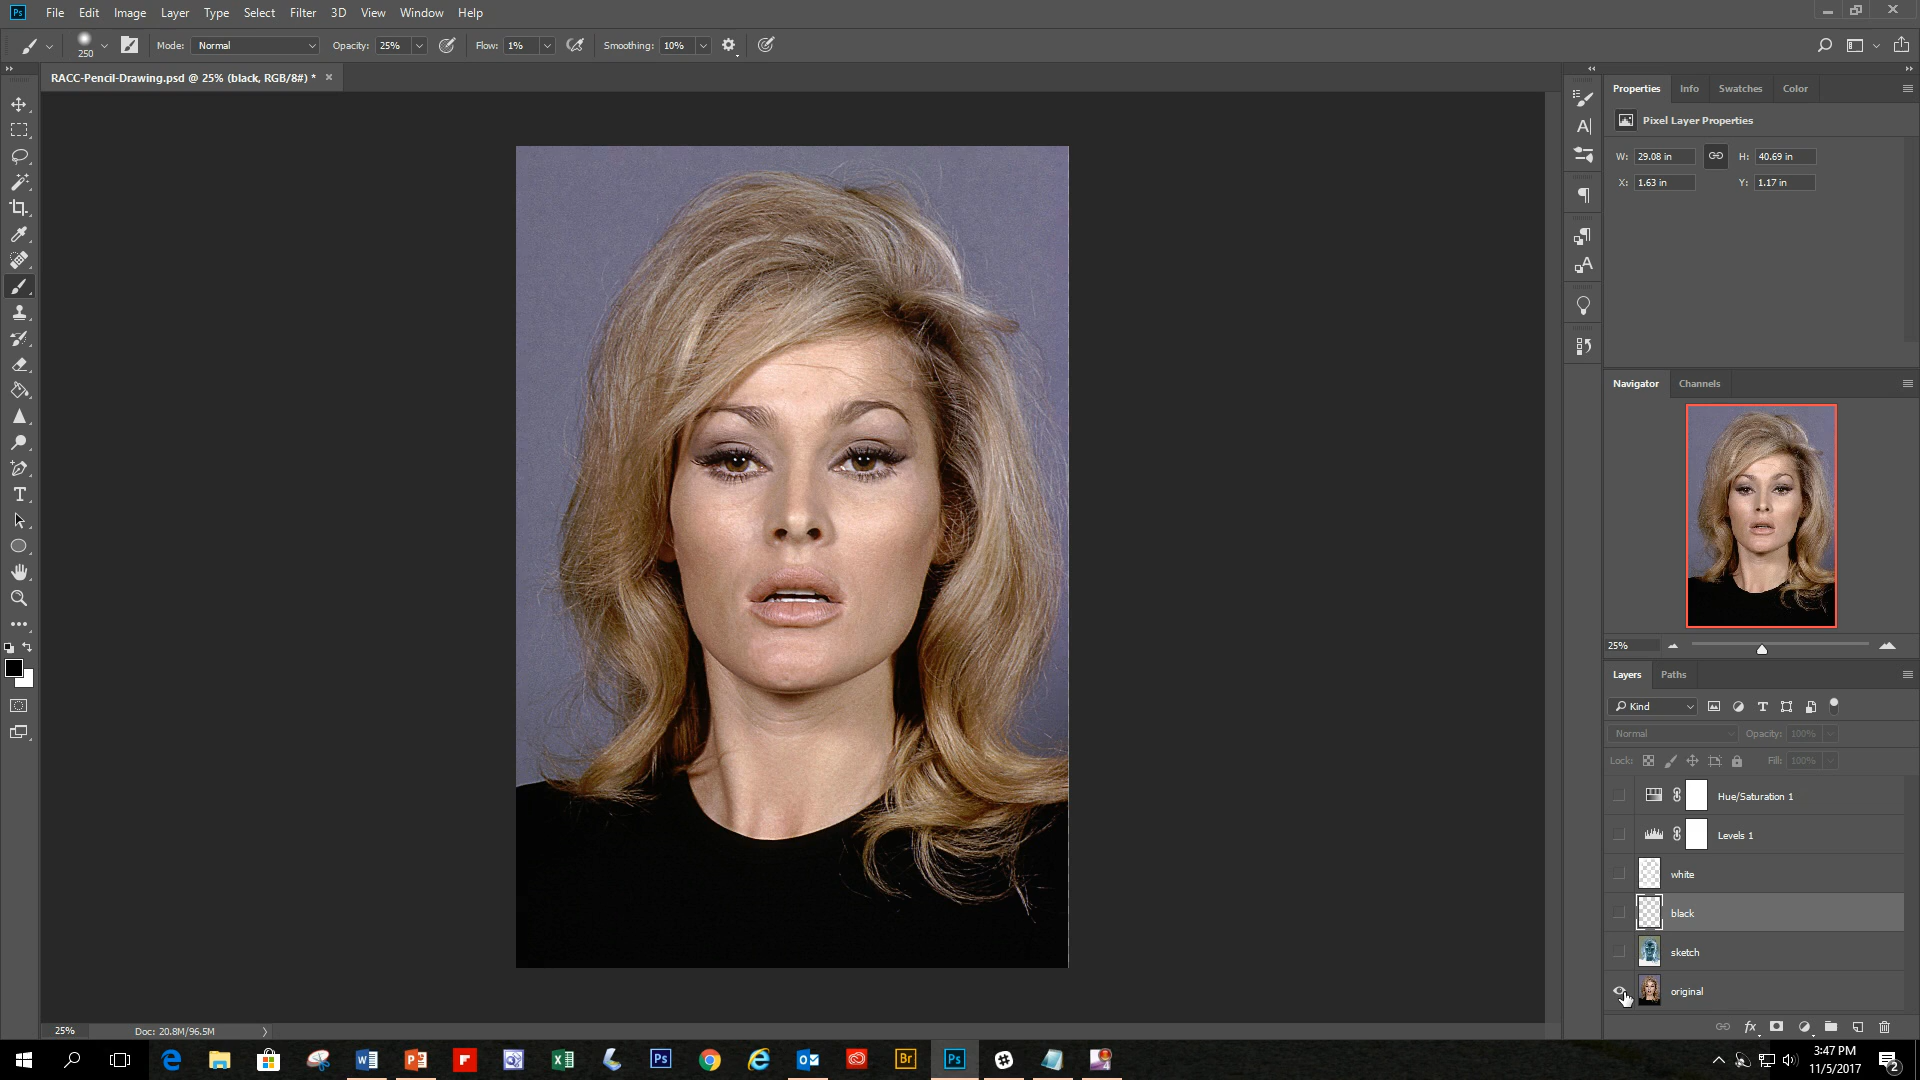 Ps File Edit Image Layer Type Select Filter 3D View Window Help
250 Mode: Normal Opacity: 25% Flow: 1% Smoothing: 10%
RACC-Pencil-Drawing.psd @ 25% (black, RGB/8#) * ×
Properties Info Swatches Color
Pixel Layer Properties
W: 29.08 in H: 40.69 in
X: 1.63 in Y: 1.17 in
Navigator Channels
25%
Layers Paths
Kind
Normal Opacity: 100%
Lock: Fill: 100%
Hue/Saturation 1
Levels 1
white
black
sketch
original
25% Doc: 20.8M/96.5M
3:47 PM
11/5/2017
2